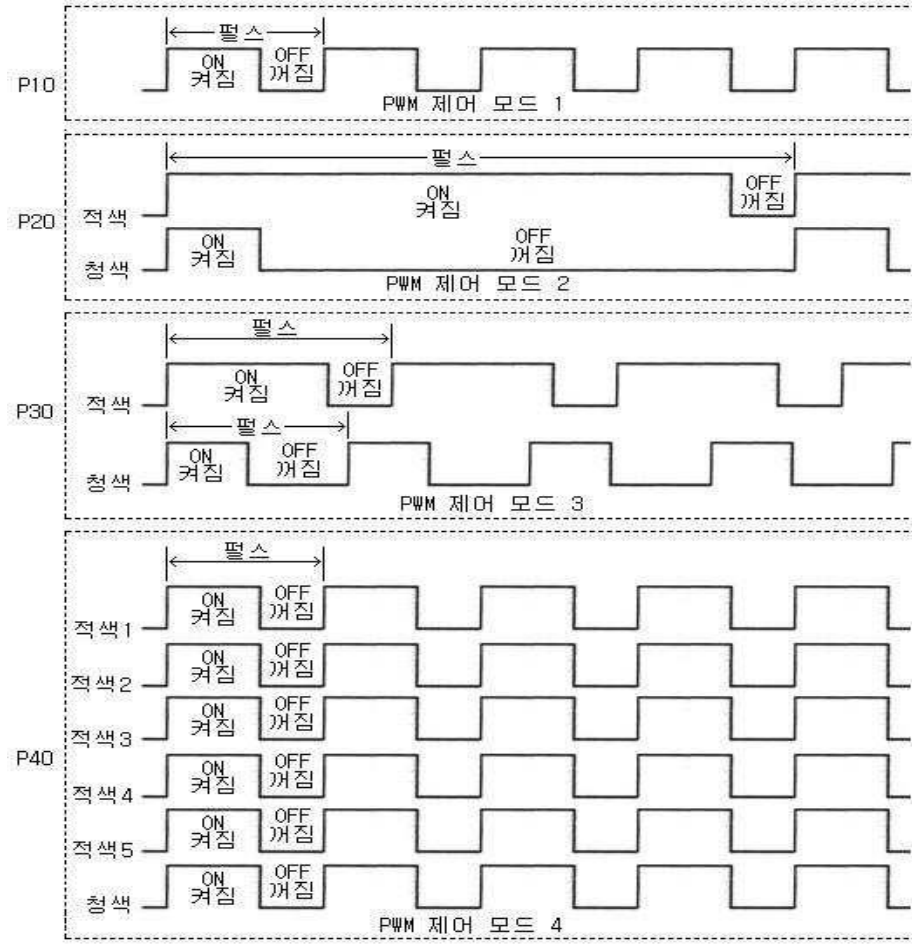 펄스
ON 켜짐
OFF 꺼짐
P10
PWM 제어 모드 1
펄스
ON 켜짐
OFF 꺼짐
P20
적색
ON 켜짐
OFF 꺼짐
청색
PWM 제어 모드 2
펄스
ON 켜짐
OFF 꺼짐
적색
P30
펄스
ON 켜짐
OFF 꺼짐
청색
PWM 제어 모드 3
펄스
ON 켜짐
OFF 꺼짐
적색1
ON 켜짐
OFF 꺼짐
적색2
ON 켜짐
OFF 꺼짐
적색3
P40
ON 켜짐
OFF 꺼짐
적색4
ON 켜짐
OFF 꺼짐
적색5
ON 켜짐
OFF 꺼짐
청색
PWM 제어 모드 4